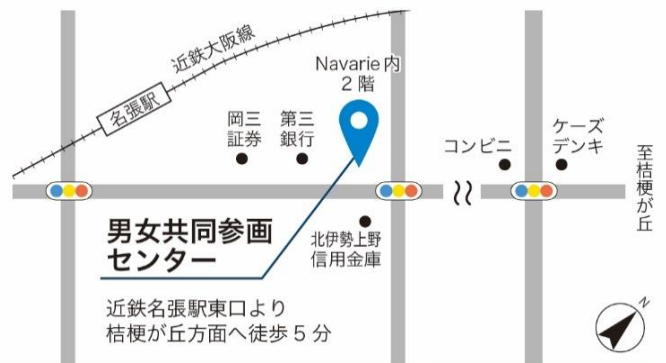 近鉄大阪線
名張駅
Navarie内
2階
岡三
証券
第三
銀行
コンビニ
ケーズ
デンキ
至桔梗が丘
北伊勢上野
信用金庫
男女共同参画
センター
近鉄名張駅東口より
桔梗が丘方面へ徒歩5分
N